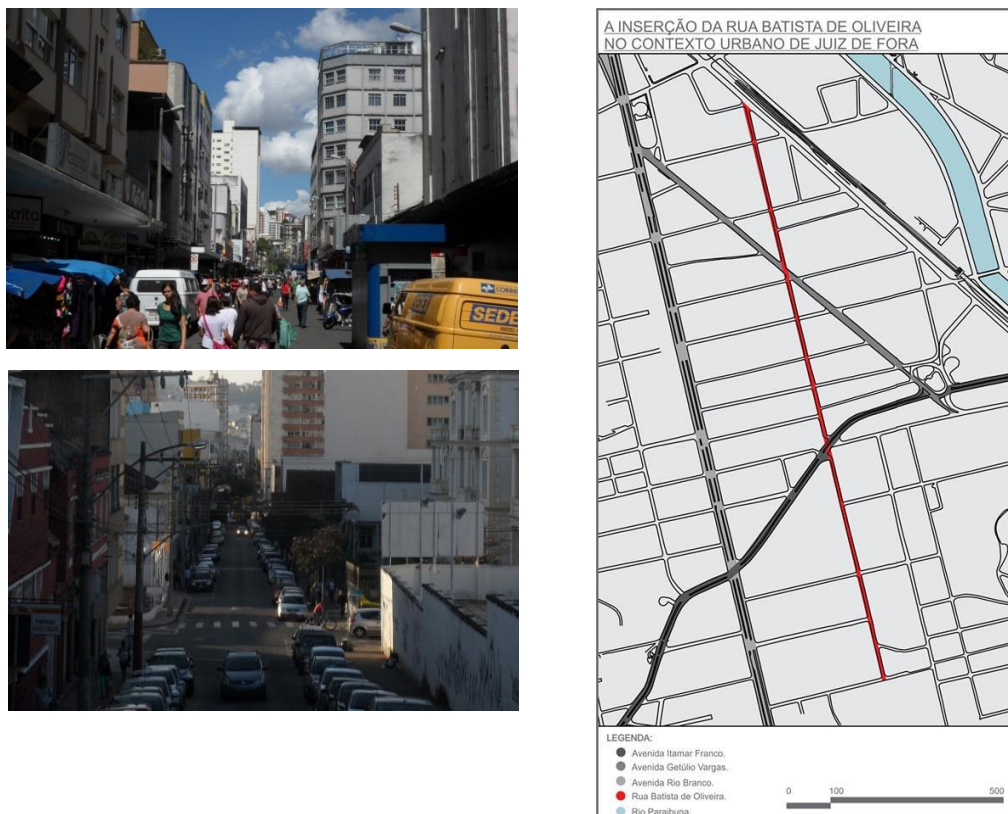 SEDE
A INSERÇÃO DA RUA BATISTA DE OLIVEIRA
NO CONTEXTO URBANO DE JUIZ DE FORA
LEGENDA:
Avenida Itamar Franco.
Avenida Getúlio Vargas.
Avenida Rio Branco.
Rua Batista de Oliveira.
Rio Paraibuna.
0 100 500